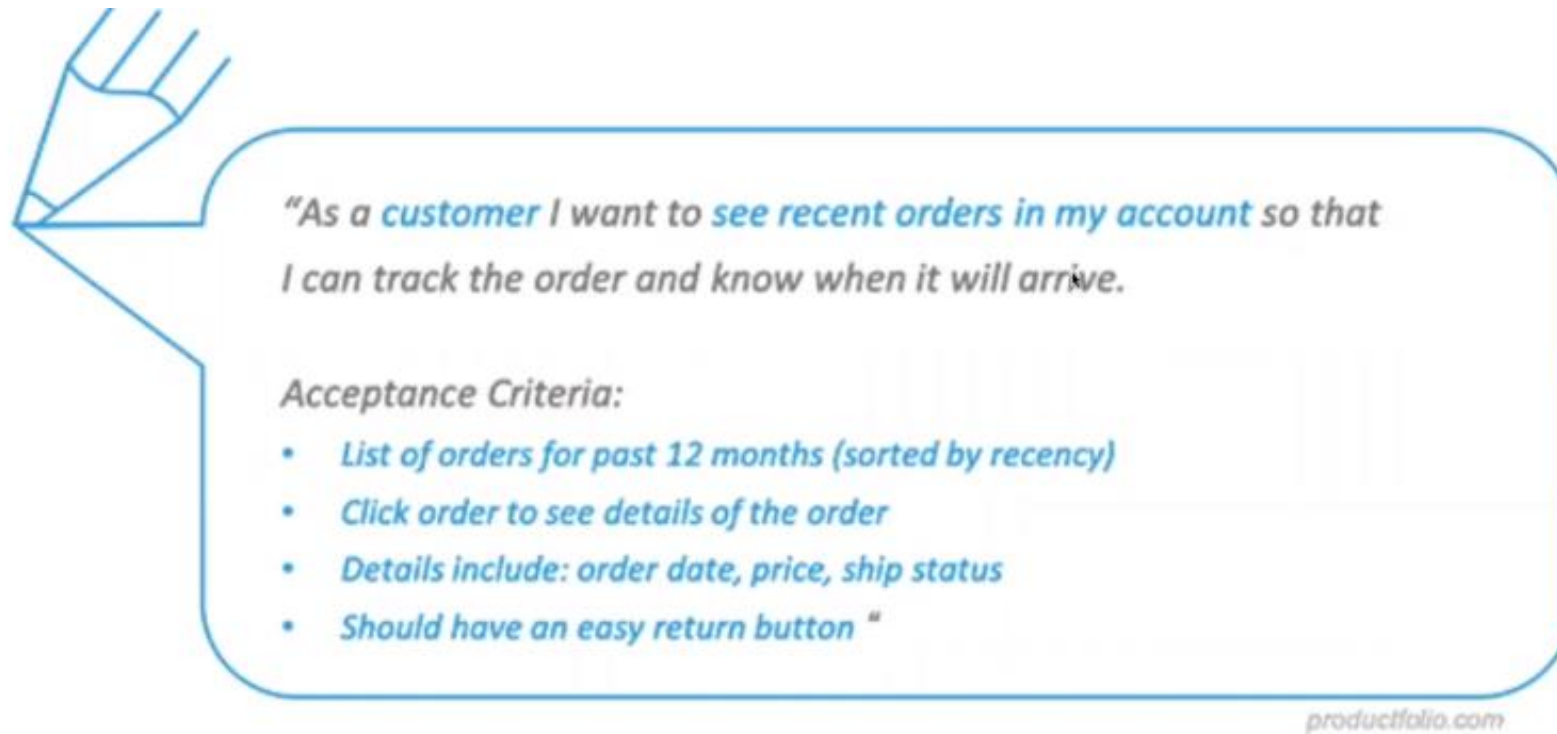 “As a customer I want to see recent orders in my account so that
I can track the order and know when it will arrive.
Acceptance Criteria:
• List of orders for past 12 months (sorted by recency)
• Click order to see details of the order
• Details include: order date, price, ship status
• Should have an easy return button “
productfolio.com